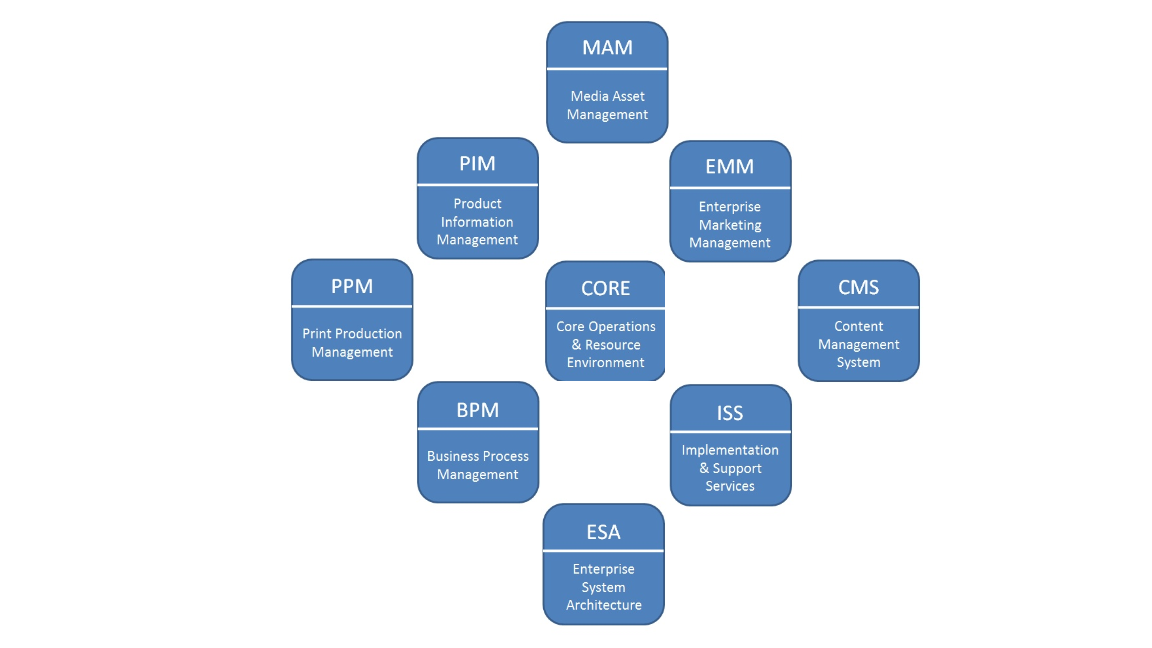 MAM
Media Asset
Management
PIM
Product
Information
Management
EMM
Enterprise
Marketing
Management
PPM
Print Production
Management
CORE
Core Operations
& Resource
Environment
CMS
Content
Management
System
BPM
Business Process
Management
ISS
Implementation
& Support
Services
ESA
Enterprise
System
Architecture